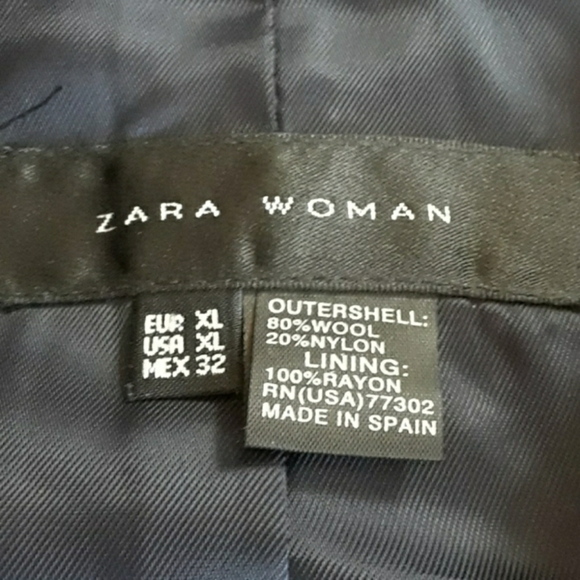 ZARA WOMAN
EUR XL
USA XL
MEX 32
OUTERSHELL:
80%WOOL
20%NYLON
LINING:
100%RAYON
RN(USA)77302
MADE IN SPAIN